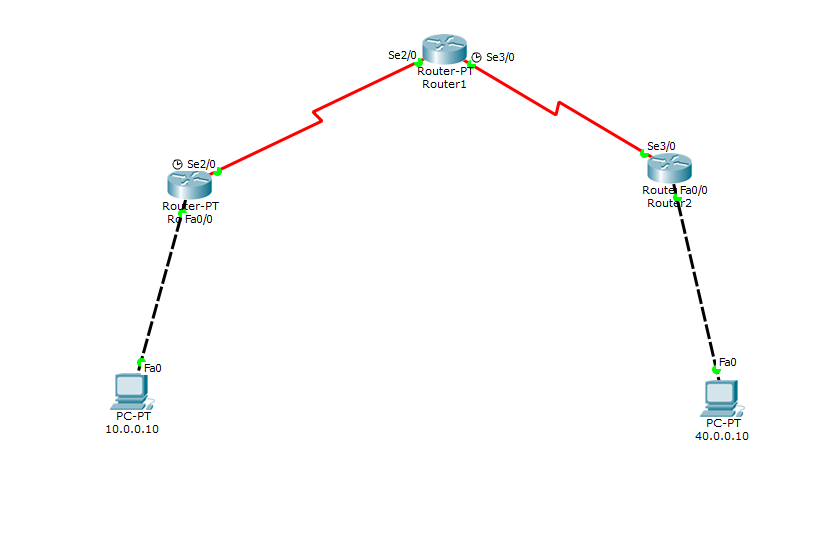 Se2/0
Se3/0
Router-PT
Router1
Se3/0
Se2/0
Fa0/0
Router2
Router-PT
Fa0/0
Fa0
PC-PT
10.0.0.10
Fa0
PC-PT
40.0.0.10